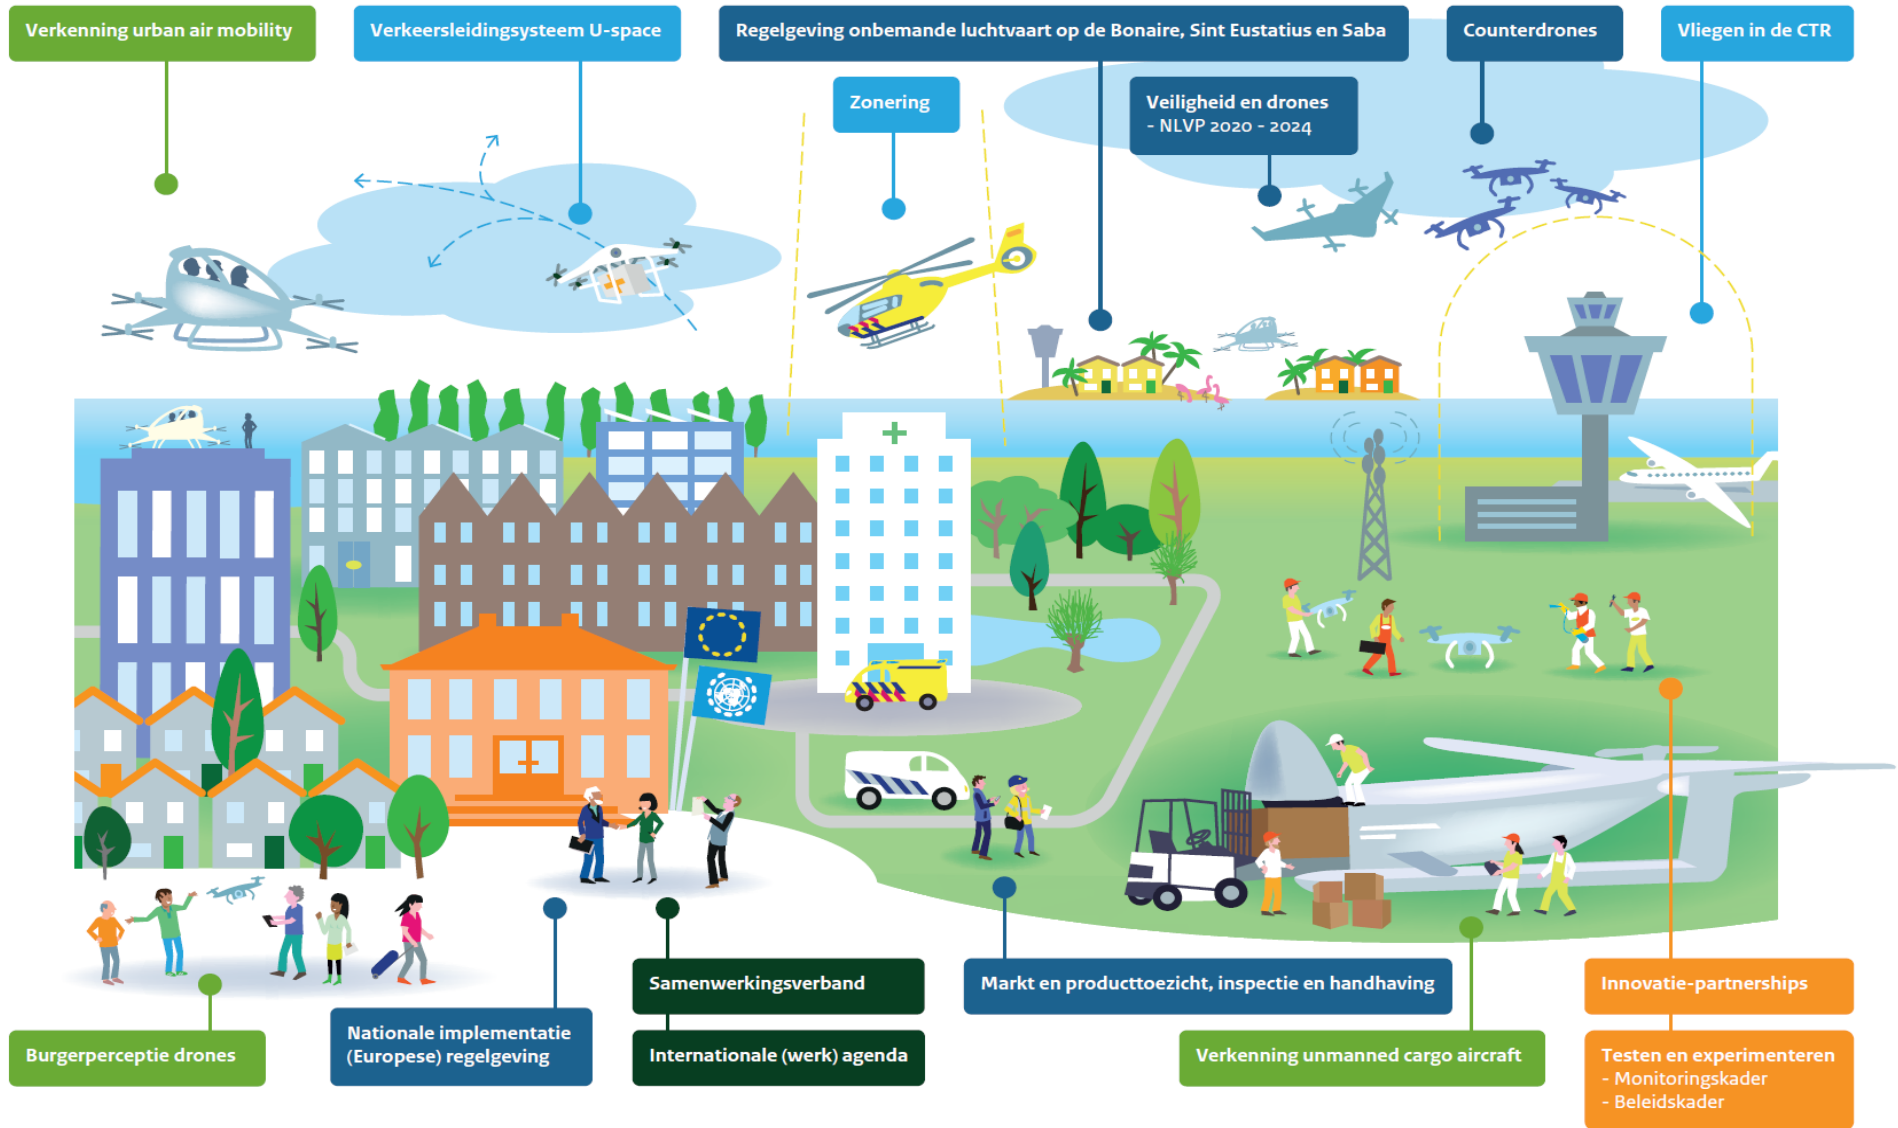 Verkenning urban air mobility
Verkeersleidingsysteem U-space
Regelgeving onbemande luchtvaart op de Bonaire, Sint Eustatius en Saba
Counterdrones
Vliegen in de CTR
Zonering
Veiligheid en drones
- NLVP 2020 - 2024
Samenwerkingsverband
Markt en producttoezicht, inspectie en handhaving
Innovatie-partnerships
Burgerperceptie drones
Nationale implementatie
(Europese) regelgeving
Internationale (werk) agenda
Verkenning unmanned cargo aircraft
Testen en experimenteren
- Monitoringskader
- Beleidskader